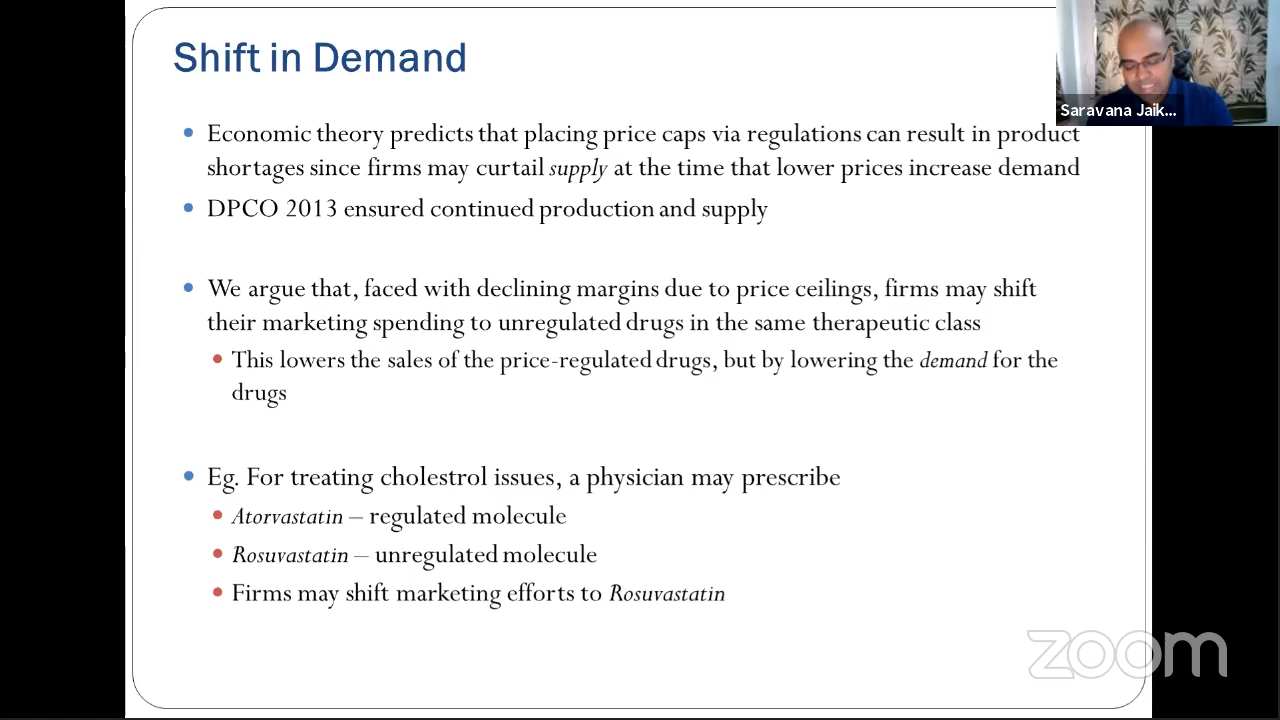 Shift in Demand
Saravana Jaik...
Economic theory predicts that placing price caps via regulations can result in product
shortages since firms may curtail supply at the time that lower prices increase demand
DPCO 2013 ensured continued production and supply
We argue that, faced with declining margins due to price ceilings, firms may shift
their marketing spending to unregulated drugs in the same therapeutic class
This lowers the sales of the price-regulated drugs, but by lowering the demand for the
drugs
Eg. For treating cholestrol issues, a physician may prescribe
Atorvastatin – regulated molecule
Rosuvastatin – unregulated molecule
Firms may shift marketing efforts to Rosuvastatin
zoom